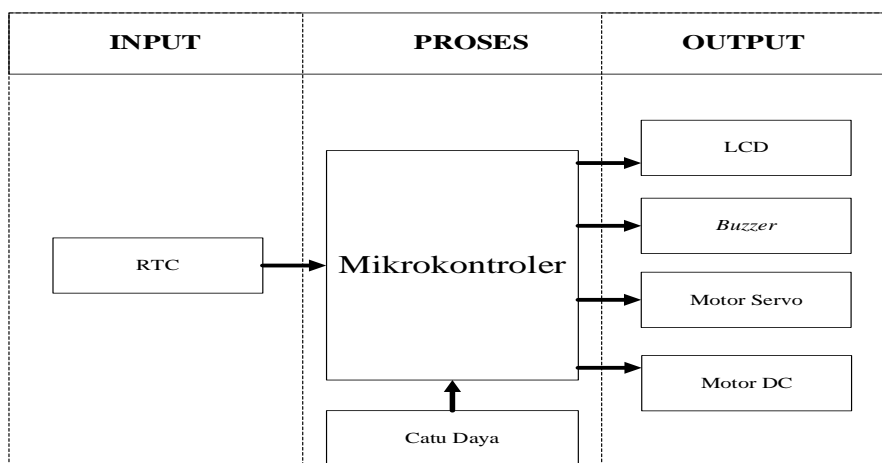 INPUT
PROSES
OUTPUT
RTC
Mikrokontroler
Catu Daya
LCD
Buzzer
Motor Servo
Motor DC